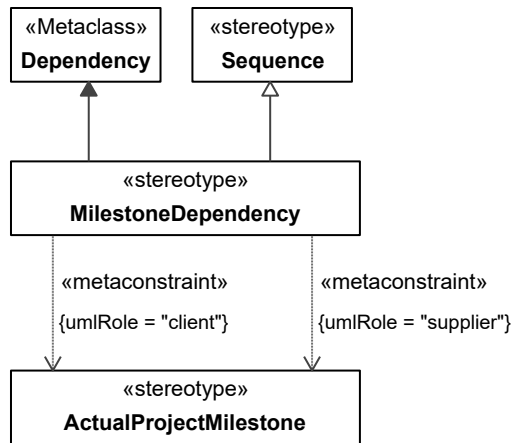 «Metaclass»
Dependency
«stereotype»
Sequence
«stereotype»
MilestoneDependency
«metaconstraint»
{umlRole = "client"}
«metaconstraint»
{umlRole = "supplier"}
«stereotype»
ActualProjectMilestone